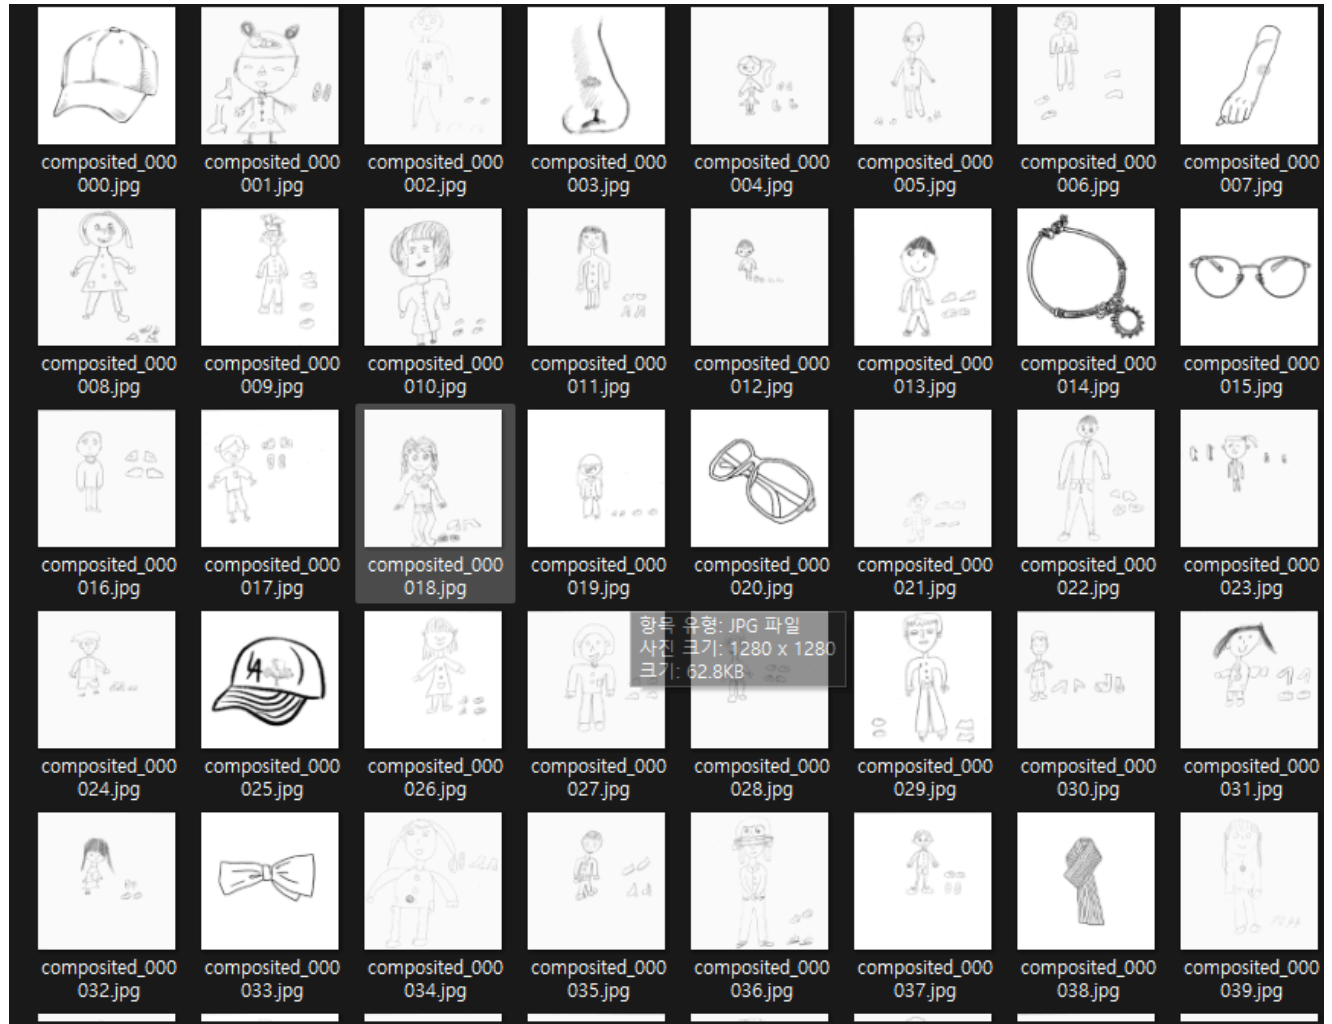 composited_000
000.jpg
composited_000
001.jpg
composited_000
002.jpg
composited_000
003.jpg
composited_000
004.jpg
composited_000
005.jpg
composited_000
006.jpg
composited_000
007.jpg
composited_000
008.jpg
composited_000
009.jpg
composited_000
010.jpg
composited_000
011.jpg
composited_000
012.jpg
composited_000
013.jpg
composited_000
014.jpg
composited_000
015.jpg
composited_000
016.jpg
composited_000
017.jpg
composited_000
018.jpg
composited_000
019.jpg
composited_000
020.jpg
composited_000
021.jpg
composited_000
022.jpg
composited_000
023.jpg
항목 유형: JPG 파일
사진 크기: 1280 x 1280
크기: 62.8KB
LA
composited_000
024.jpg
composited_000
025.jpg
composited_000
026.jpg
composited_000
027.jpg
composited_000
028.jpg
composited_000
029.jpg
composited_000
030.jpg
composited_000
031.jpg
composited_000
032.jpg
composited_000
033.jpg
composited_000
034.jpg
composited_000
035.jpg
composited_000
036.jpg
composited_000
037.jpg
composited_000
038.jpg
composited_000
039.jpg